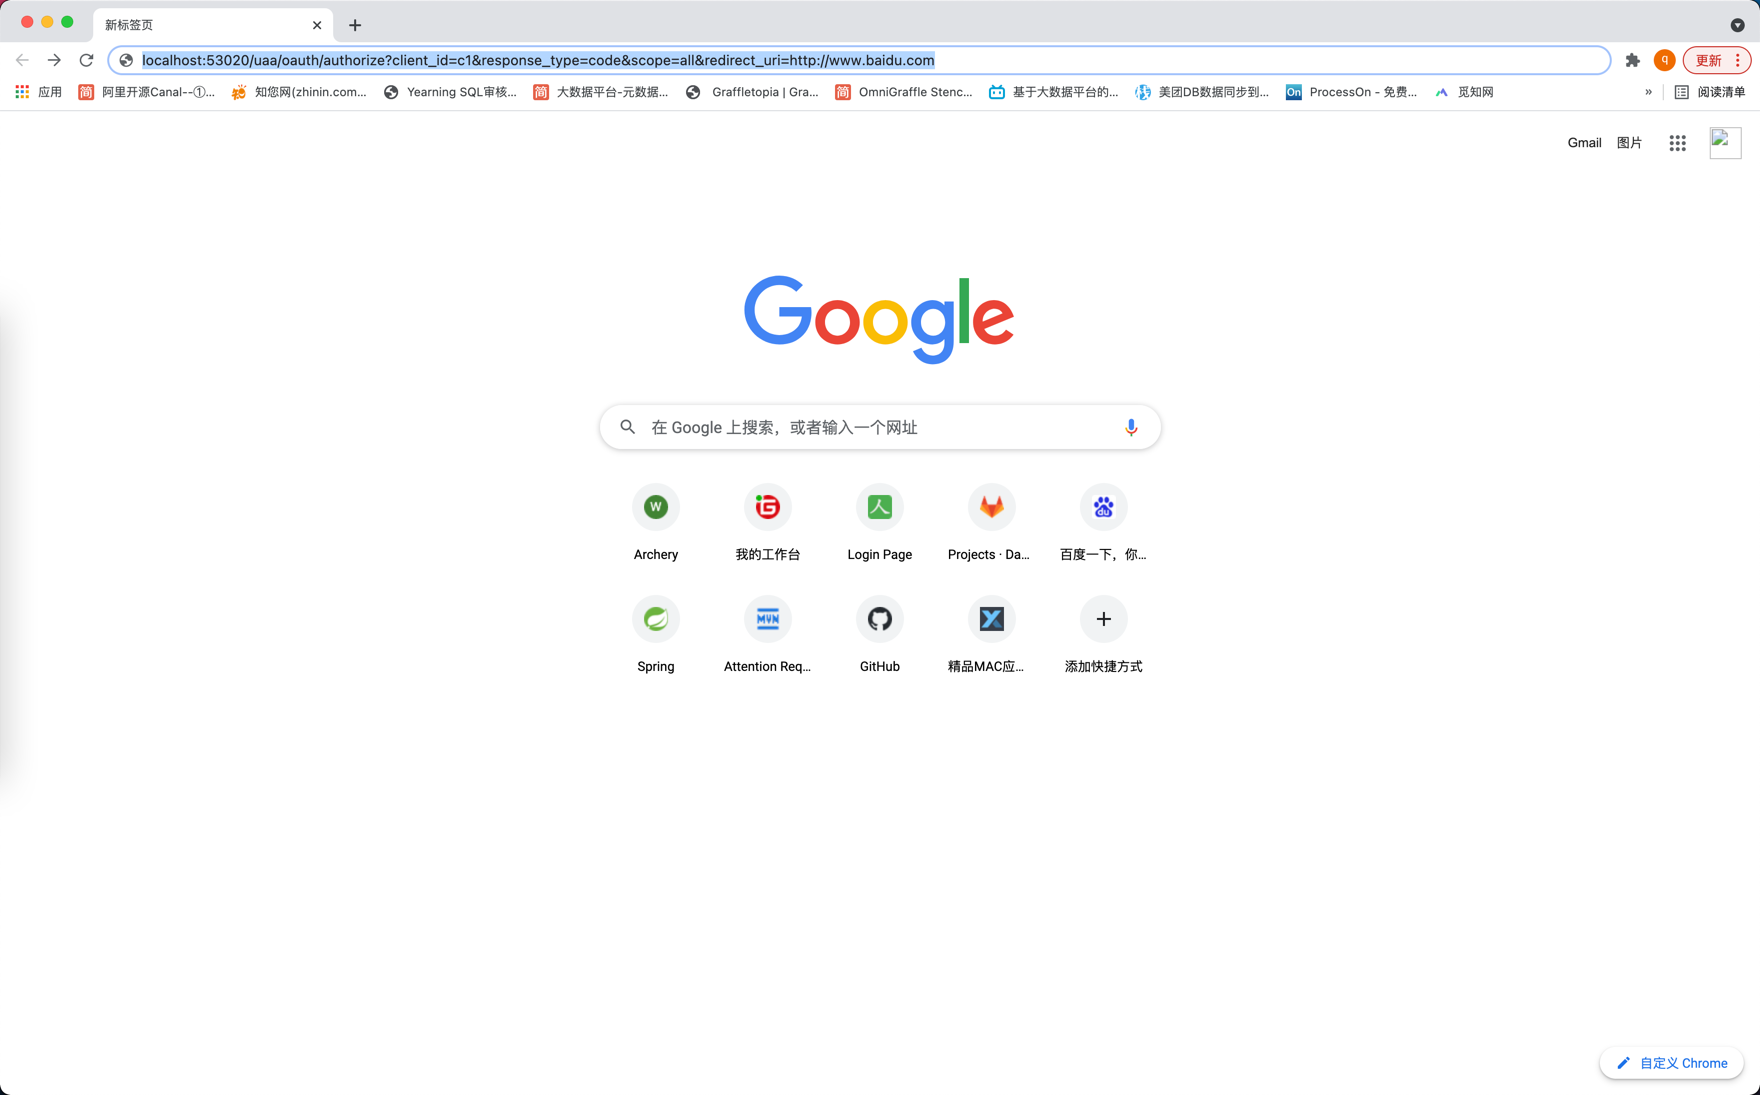 新标签页
localhost:53020/uaa/oauth/authorize?client_id=c1&response_type=code&scope=all&redirect_uri=http://www.baidu.com
q
更新
应用
简 阿里开源Canal--①...
知您网(zhinin.com...
Yearning SQL审核...
简 大数据平台-元数据...
Graffletopia | Gra...
简 OmniGraffle Stenc...
基于大数据平台的...
美团DB数据同步到...
On ProcessOn - 免费...
觅知网
»
阅读清单
Gmail 图片
Google
在 Google 上搜索，或者输入一个网址
W
G
人
du
Archery
我的工作台
Login Page
Projects · Da...
百度一下，你...
MVN
X
Spring
Attention Req...
GitHub
精品MAC应...
添加快捷方式
自定义 Chrome